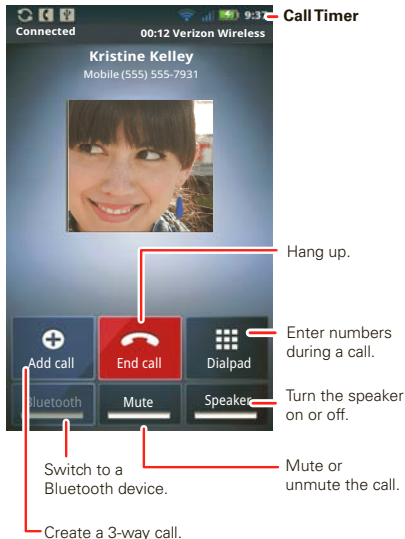 9:37
Call Timer
Connected
00:12 Verizon Wireless
Kristine Kelley
Mobile (555) 555-7931
Hang up.
Add call
End call
Dialpad
Enter numbers
during a call.
Bluetooth
Mute
Speaker
Turn the speaker
on or off.
Switch to a
Bluetooth device.
Mute or
unmute the call.
Create a 3-way call.